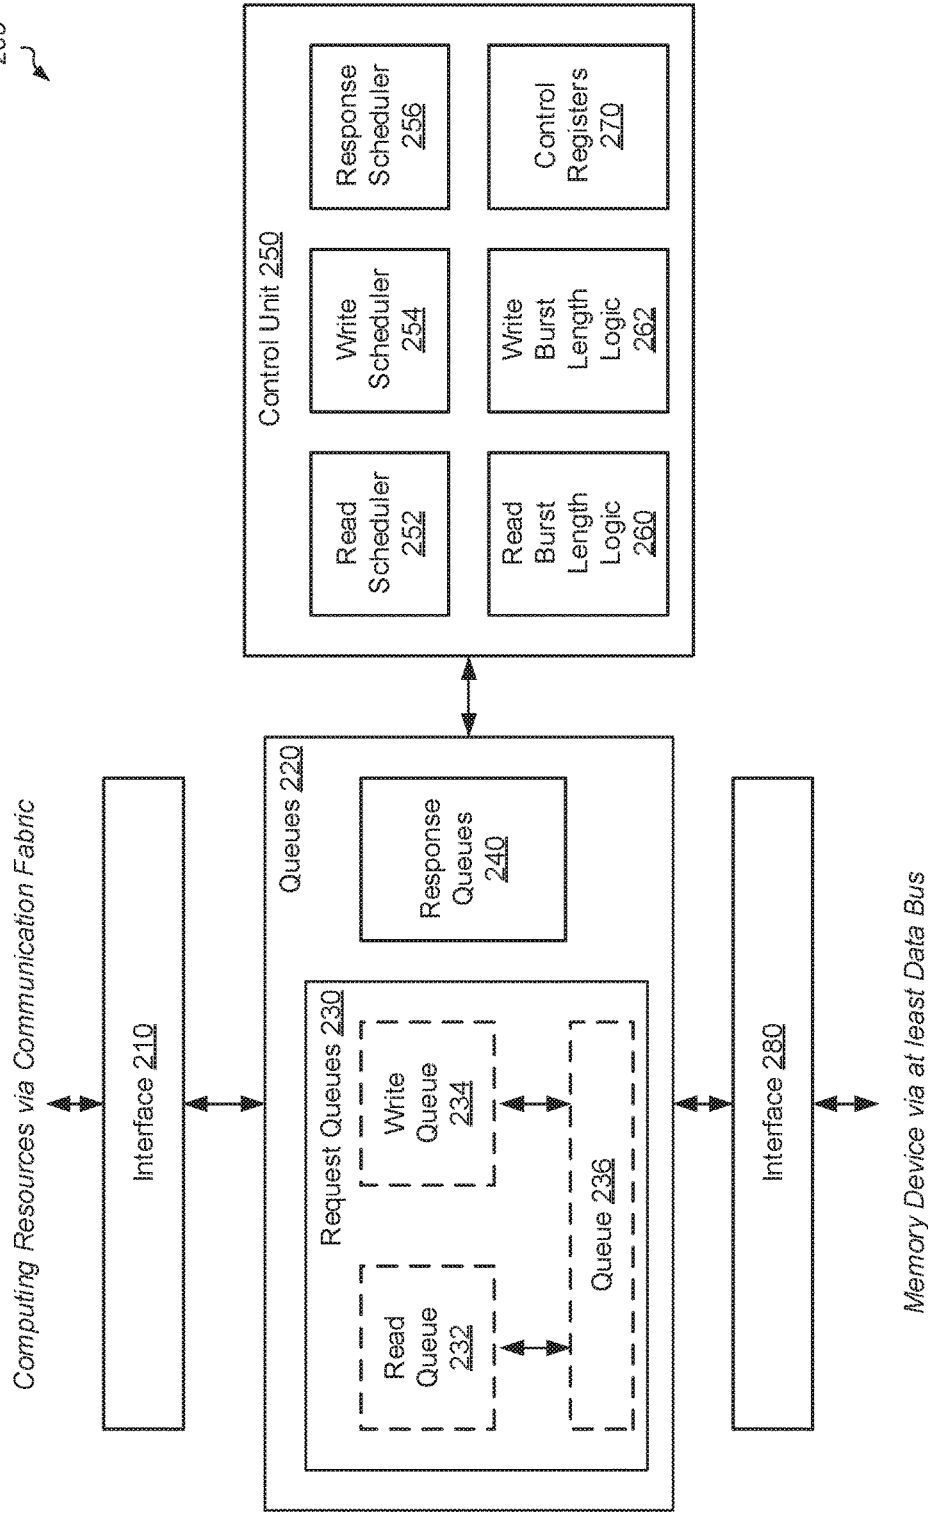 Computing Resources via Communication Fabric
Interface 210
Queues 220
Request Queues 230
Read
Queue
232
Write
Queue
234
Queue 236
Response
Queues
240
Interface 280
Memory Device via at least Data Bus
Control Unit 250
Read
Scheduler
252
Write
Scheduler
254
Response
Scheduler
256
Read
Burst
Length
Logic
260
Write
Burst
Length
Logic
262
Control
Registers
270